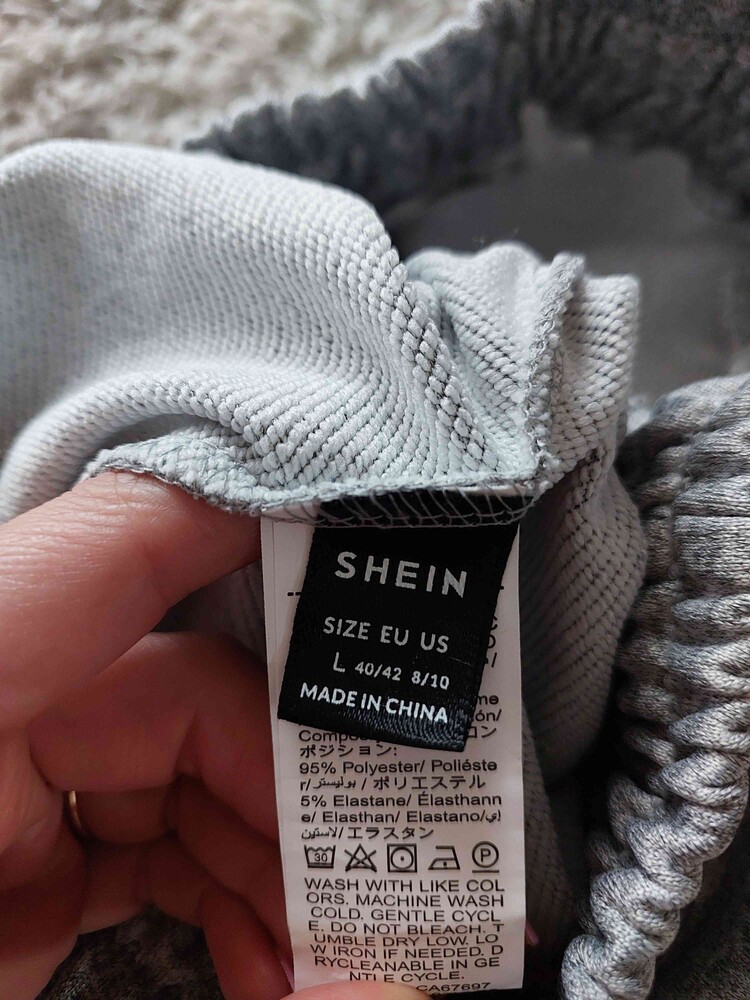 SHEIN
SIZE EU US
L 40/42 8/10
MADE IN CHINA
ポジション:
95% Polyester/ Poliéste
r/بوليستر/ ポリエステル
5% Elastane/ Élasthann
e/ Elasthan/ Elastano/اي
لاستين/エラスタン
30
P
WASH WITH LIKE COL
ORS. MACHINE WASH
COLD. GENTLE CYCL
E. DO NOT BLEACH. T
UMBLE DRY LOW. LO
W IRON IF NEEDED. D
RYCLEANABLE IN GE
NTLE CYCLE.
CA67697